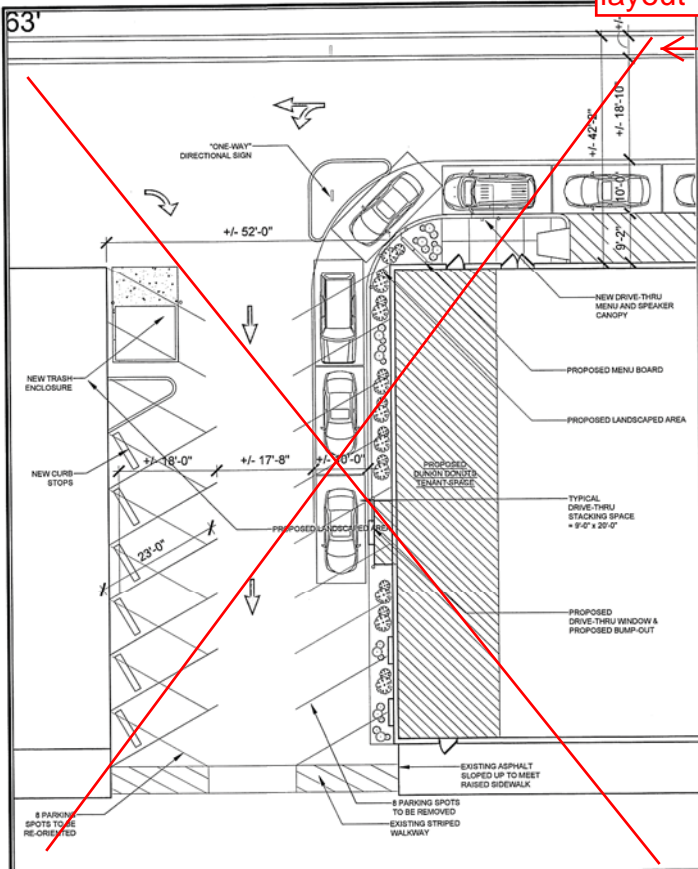 layout
63'
+/-
+/- 18'-10"
+/- 42'-2"
"ONE-WAY"
DIRECTIONAL SIGN
10'-0"
+/- 52'-0"
9'-2"
NEW DRIVE-THRU
MENU AND SPEAKER
CANOPY
NEW TRASH
ENCLOSURE
PROPOSED MENU BOARD
PROPOSED LANDSCAPED AREA
NEW CURB
STOPS
+/- 18'-0"
+/- 17'-8"
+/- 10'-0"
PROPOSED
DUNKIN DONUTS
TENANT SPACE
TYPICAL
DRIVE-THRU
STACKING SPACE
= 9'-0" x 20'-0"
PROPOSED LANDSCAPED AREA
23'-0"
PROPOSED
DRIVE-THRU WINDOW &
PROPOSED BUMP-OUT
EXISTING ASPHALT
SLOPED UP TO MEET
RAISED SIDEWALK
8 PARKING
SPOTS TO BE
RE-ORIENTED
8 PARKING SPOTS
TO BE REMOVED
EXISTING STRIPED
WALKWAY